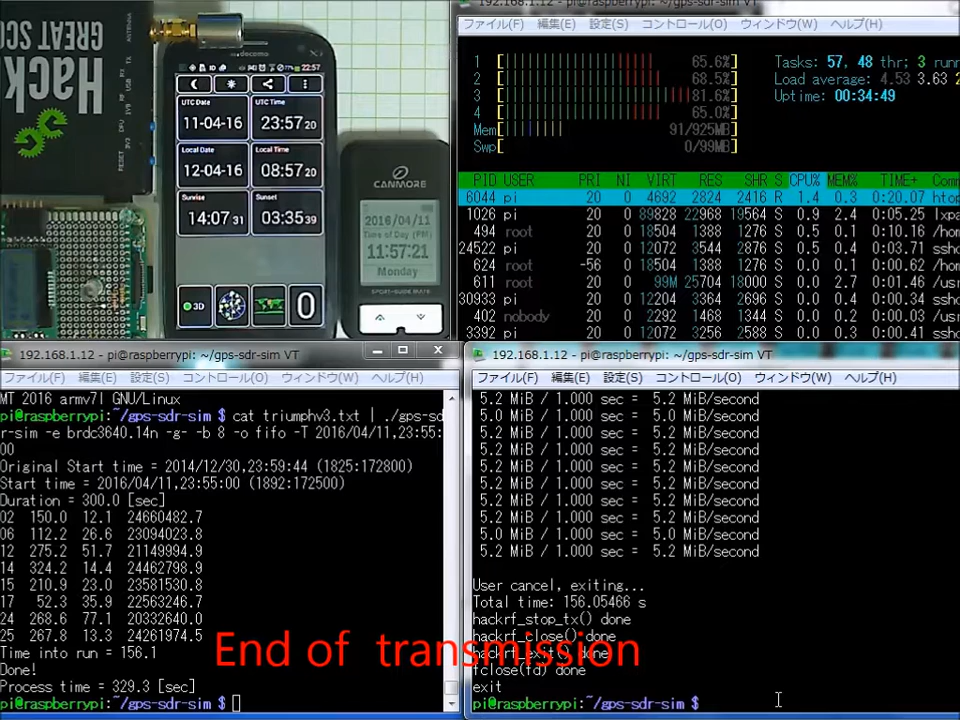 Hack
GREAT SC
ANTENNA
RESET
DFU
3V3
RF
USB
RX
TX
docomo
22:57
UTC Date
UTC Time
11-04-16
23:57 20
Local Date
Local Time
12-04-16
08:57 20
Sunrise
Sunset
14:07 31
03:35 39
3D
0
CANMORE
2016/04/11
Time of Day (PM)
11:57:21
Monday
SPORT-GUIDE MATE
192.168.1.12 - pi@raspberrypi: ~/gps-sdr-sim VT
ファイル(F) 編集(E) 設定(S) コントロール(O) ウィンドウ(W) ヘルプ(H)
1 [ 65.6%]
2 [ 68.5%]
3 [ 81.6%]
4 [ 65.0%]
Mem[ 91/925MB]
Swp[ 0/99MB]
Tasks: 57, 48 thr; 3 runn
Load average: 4.53 3.63 2
Uptime: 00:34:49
PID USER PRI NI VIRT RES SHR S CPU% MEM% TIME+ Comm
6044 pi 20 0 4692 2824 2416 R 1.4 0.3 0:20.07 htop
1026 pi 20 0 89828 22968 19564 S 0.9 2.4 0:05.25 lxpa
494 root 20 0 18504 1388 1276 S 0.5 0.1 0:10.16 /hom
24522 pi 20 0 12072 3544 2876 S 0.5 0.4 0:03.71 sshd
624 root -56 0 18504 1388 1276 S 0.5 0.1 0:00.62 /hom
611 root 20 0 99M 25704 18000 S 0.0 2.7 0:01.46 /usr
30933 pi 20 0 12204 3364 2696 S 0.0 0.4 0:00.34 sshd
402 nobody 20 0 2292 1468 1344 S 0.0 0.2 0:00.03 /usr
3392 pi 20 0 12072 3256 2588 S 0.0 0.3 0:00.41 sshd
192.168.1.12 - pi@raspberrypi: ~/gps-sdr-sim VT
ファイル(F) 編集(E) 設定(S) コントロール(O) ウィンドウ(W) ヘルプ(H)
MT 2016 armv7l GNU/Linux
pi@raspberrypi:~/gps-sdr-sim $ cat triumphv3.txt | ./gps-sd
r-sim -e brdc3640.14n -g- -b 8 -o fifo -T 2016/04/11,23:55:
00
Original Start time = 2014/12/30,23:59:44 (1825:172800)
Start time = 2016/04/11,23:55:00 (1892:172500)
Duration = 300.0 [sec]
02 150.0 12.1 24660482.7
06 112.2 26.6 23094023.8
12 275.2 51.7 21149994.9
14 324.2 14.4 24462798.9
15 210.9 23.0 23581530.8
17 52.3 35.9 22563246.7
24 268.6 77.1 20332640.0
25 267.8 13.3 24261974.5
Time into run = 156.1
Done!
Process time = 329.3 [sec]
pi@raspberrypi:~/gps-sdr-sim $
192.168.1.12 - pi@raspberrypi: ~/gps-sdr-sim VT
ファイル(F) 編集(E) 設定(S) コントロール(O) ウィンドウ(W) ヘルプ(H)
5.2 MiB / 1.000 sec = 5.2 MiB/second
5.0 MiB / 1.000 sec = 5.0 MiB/second
5.2 MiB / 1.000 sec = 5.2 MiB/second
5.2 MiB / 1.000 sec = 5.2 MiB/second
5.2 MiB / 1.000 sec = 5.2 MiB/second
5.2 MiB / 1.000 sec = 5.2 MiB/second
5.2 MiB / 1.000 sec = 5.2 MiB/second
5.2 MiB / 1.000 sec = 5.2 MiB/second
5.0 MiB / 1.000 sec = 5.0 MiB/second
5.2 MiB / 1.000 sec = 5.2 MiB/second
User cancel, exiting...
Total time: 156.05466 s
hackrf_stop_tx() done
hackrf_close() done
hackrf_exit() done
fclose(fd) done
exit
pi@raspberrypi:~/gps-sdr-sim $
End of transmission